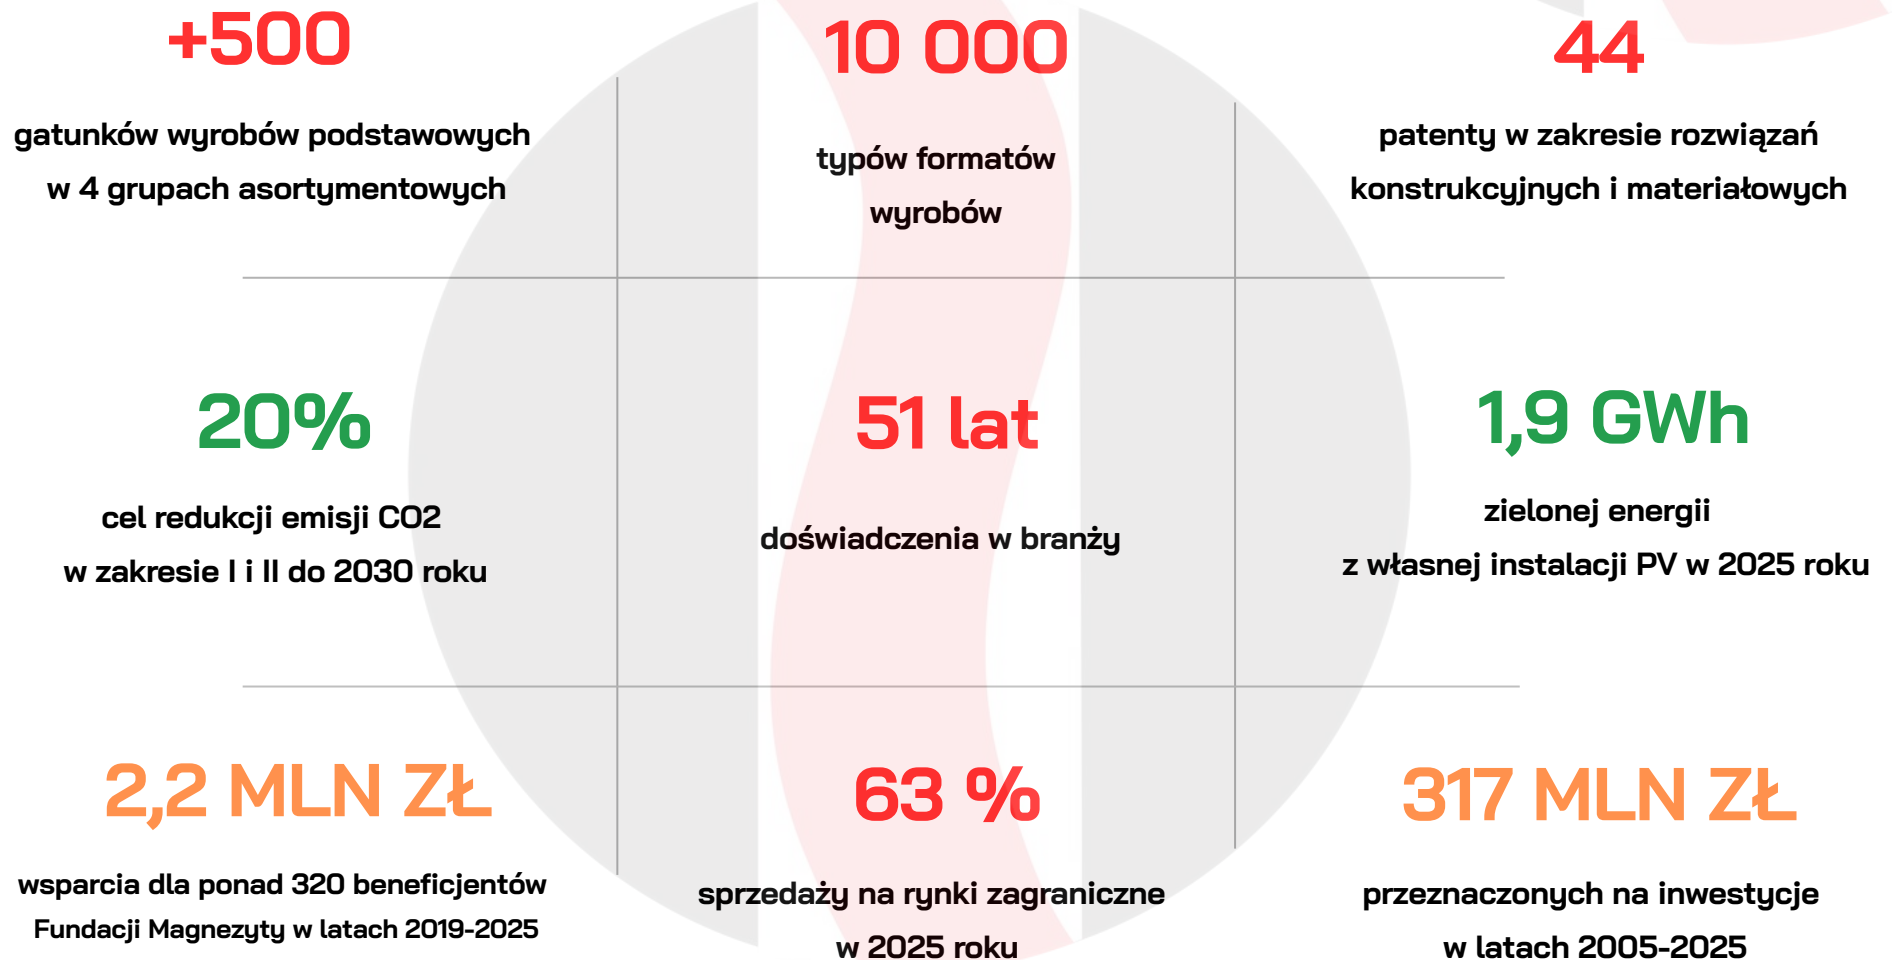 +500
gatunków wyrobów podstawowych
w 4 grupach asortymentowych
10 000
typów formatów
wyrobów
44
patenty w zakresie rozwiązań
konstrukcyjnych i materiałowych
20%
cel redukcji emisji CO2
w zakresie I i II do 2030 roku
51 lat
doświadczenia w branży
1,9 GWh
zielonej energii
z własnej instalacji PV w 2025 roku
2,2 MLN ZŁ
wsparcia dla ponad 320 beneficjentów
Fundacji Magnezyty w latach 2019-2025
63 %
sprzedaży na rynki zagraniczne
w 2025 roku
317 MLN ZŁ
przeznaczonych na inwestycje
w latach 2005-2025